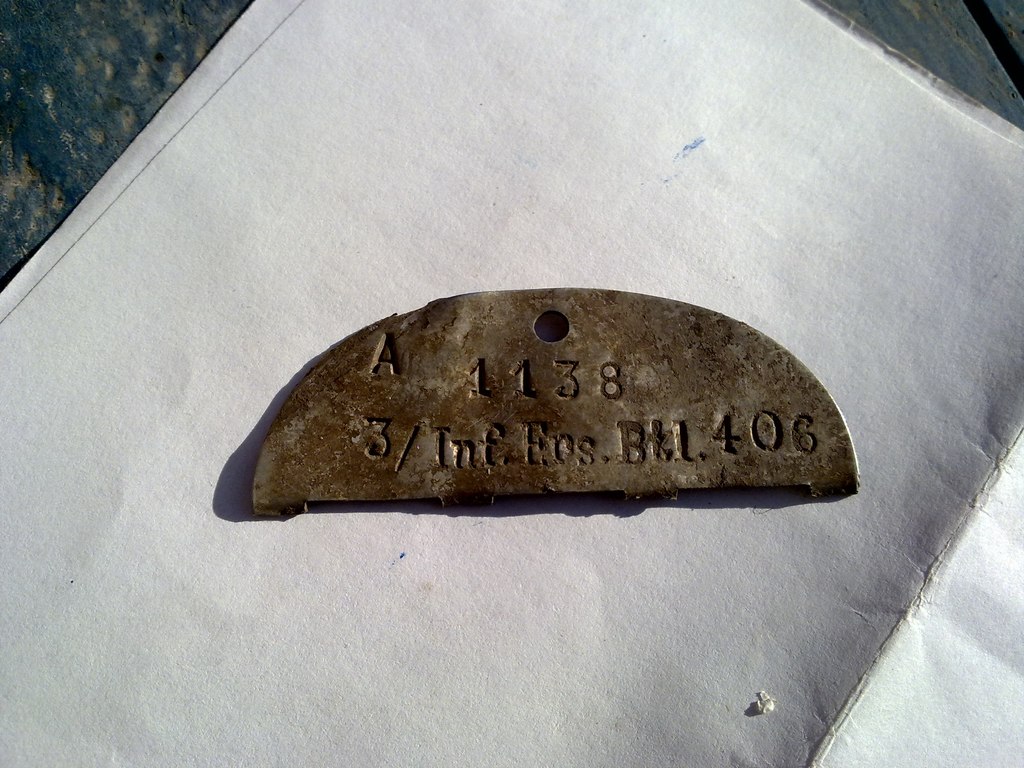 A
1138
3/Inf. Ers. Btl. 406